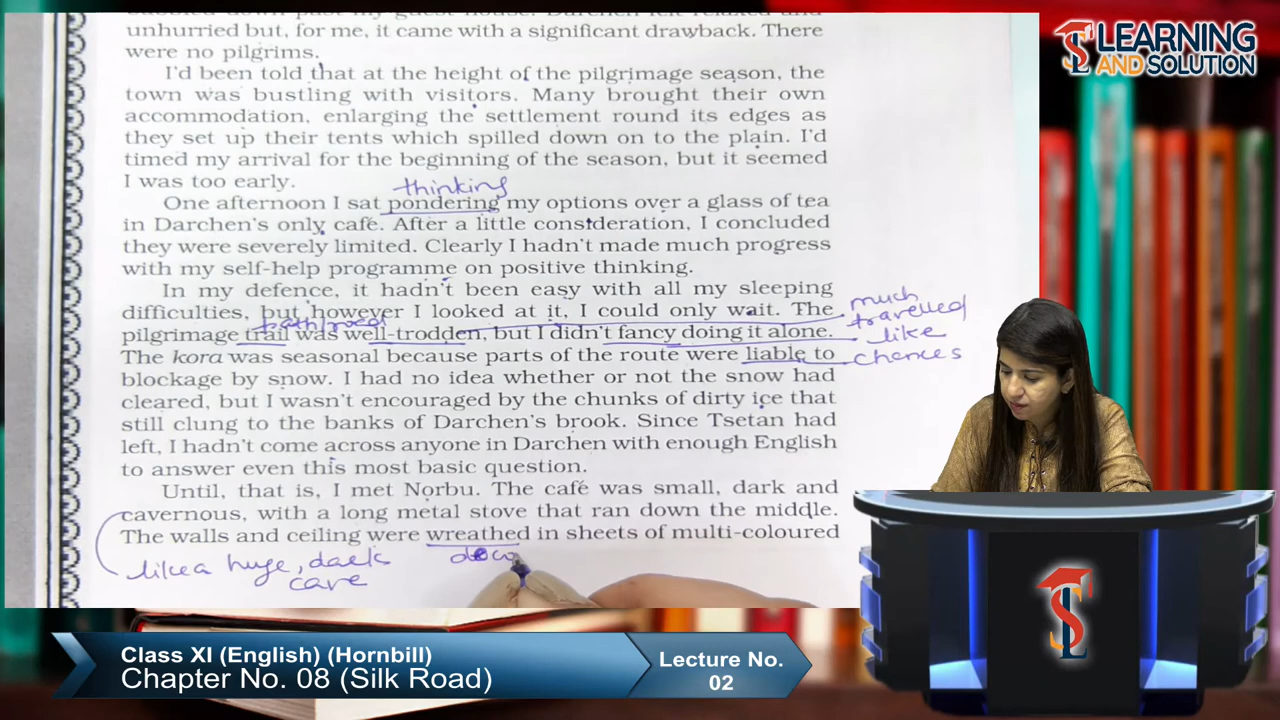 unhurried but, for me, it came with a significant drawback. There
were no pilgrims.
I'd been told that at the height of the pilgrimage season, the
town was bustling with visitors. Many brought their own
accommodation, enlarging the settlement round its edges as
they set up their tents which spilled down on to the plain. I'd
timed my arrival for the beginning of the season, but it seemed
I was too early.
thinking
One afternoon I sat pondering my options over a glass of tea
in Darchen's only café. After a little consideration, I concluded
they were severely limited. Clearly I hadn't made much progress
with my self-help programme on positive thinking.
In my defence, it hadn't been easy with all my sleeping
difficulties, but however I looked at it, I could only wait. The
much
travelled
path/road
pilgrimage trail was well-trodden, but I didn't fancy doing it alone.
like
The kora was seasonal because parts of the route were liable to
chances
blockage by snow. I had no idea whether or not the snow had
cleared, but I wasn't encouraged by the chunks of dirty ice that
still clung to the banks of Darchen's brook. Since Tsetan had
left, I hadn't come across anyone in Darchen with enough English
to answer even this most basic question.
Until, that is, I met Norbu. The café was small, dark and
cavernous, with a long metal stove that ran down the middle.
The walls and ceiling were wreathed in sheets of multi-coloured
like a huge, dark
cave
LEARNING
AND SOLUTION
Class XI (English) (Hornbill)
Chapter No. 08 (Silk Road)
Lecture No.
02